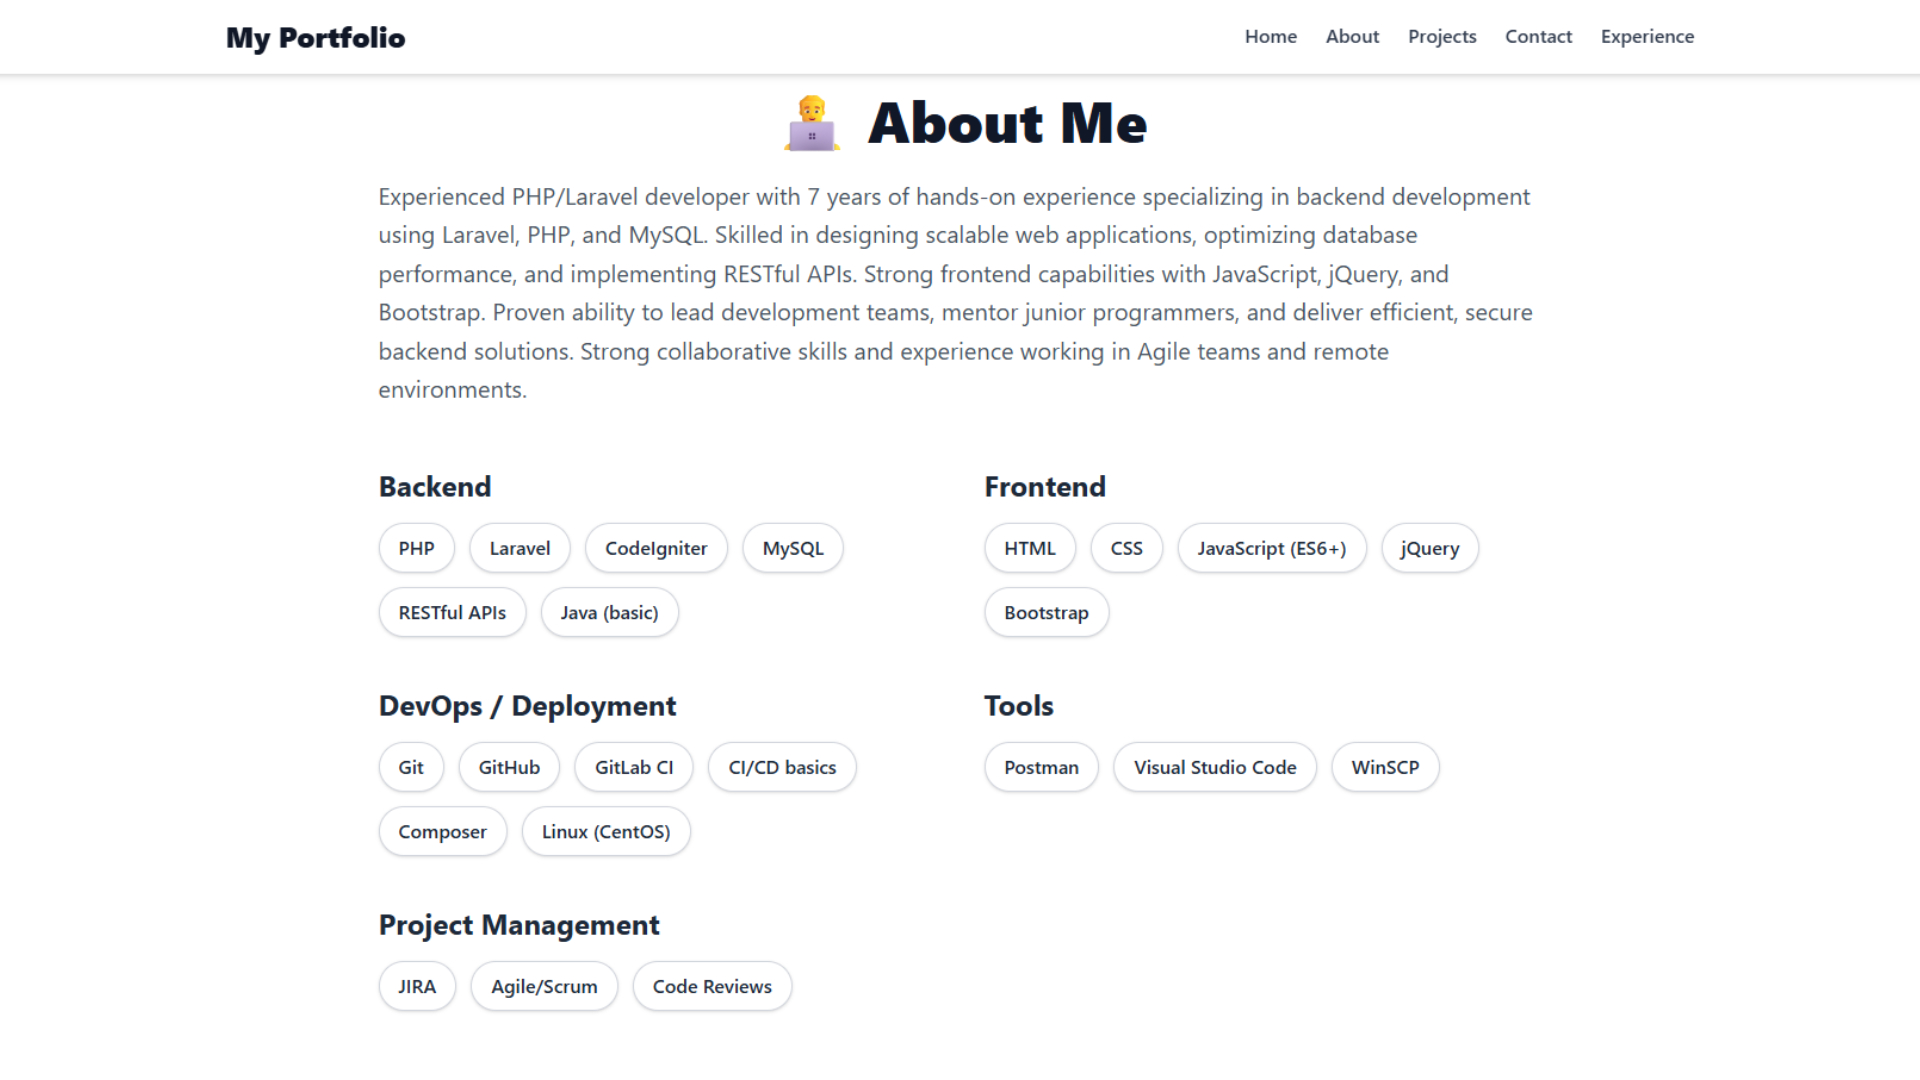 My Portfolio
Home About Projects Contact Experience
About Me
Experienced PHP/Laravel developer with 7 years of hands-on experience specializing in backend development
using Laravel, PHP, and MySQL. Skilled in designing scalable web applications, optimizing database
performance, and implementing RESTful APIs. Strong frontend capabilities with JavaScript, jQuery, and
Bootstrap. Proven ability to lead development teams, mentor junior programmers, and deliver efficient, secure
backend solutions. Strong collaborative skills and experience working in Agile teams and remote
environments.
Backend
PHP Laravel CodeIgniter MySQL
RESTful APIs Java (basic)
Frontend
HTML CSS JavaScript (ES6+) jQuery
Bootstrap
DevOps / Deployment
Git GitHub GitLab CI CI/CD basics
Composer Linux (CentOS)
Tools
Postman Visual Studio Code WinSCP
Project Management
JIRA Agile/Scrum Code Reviews